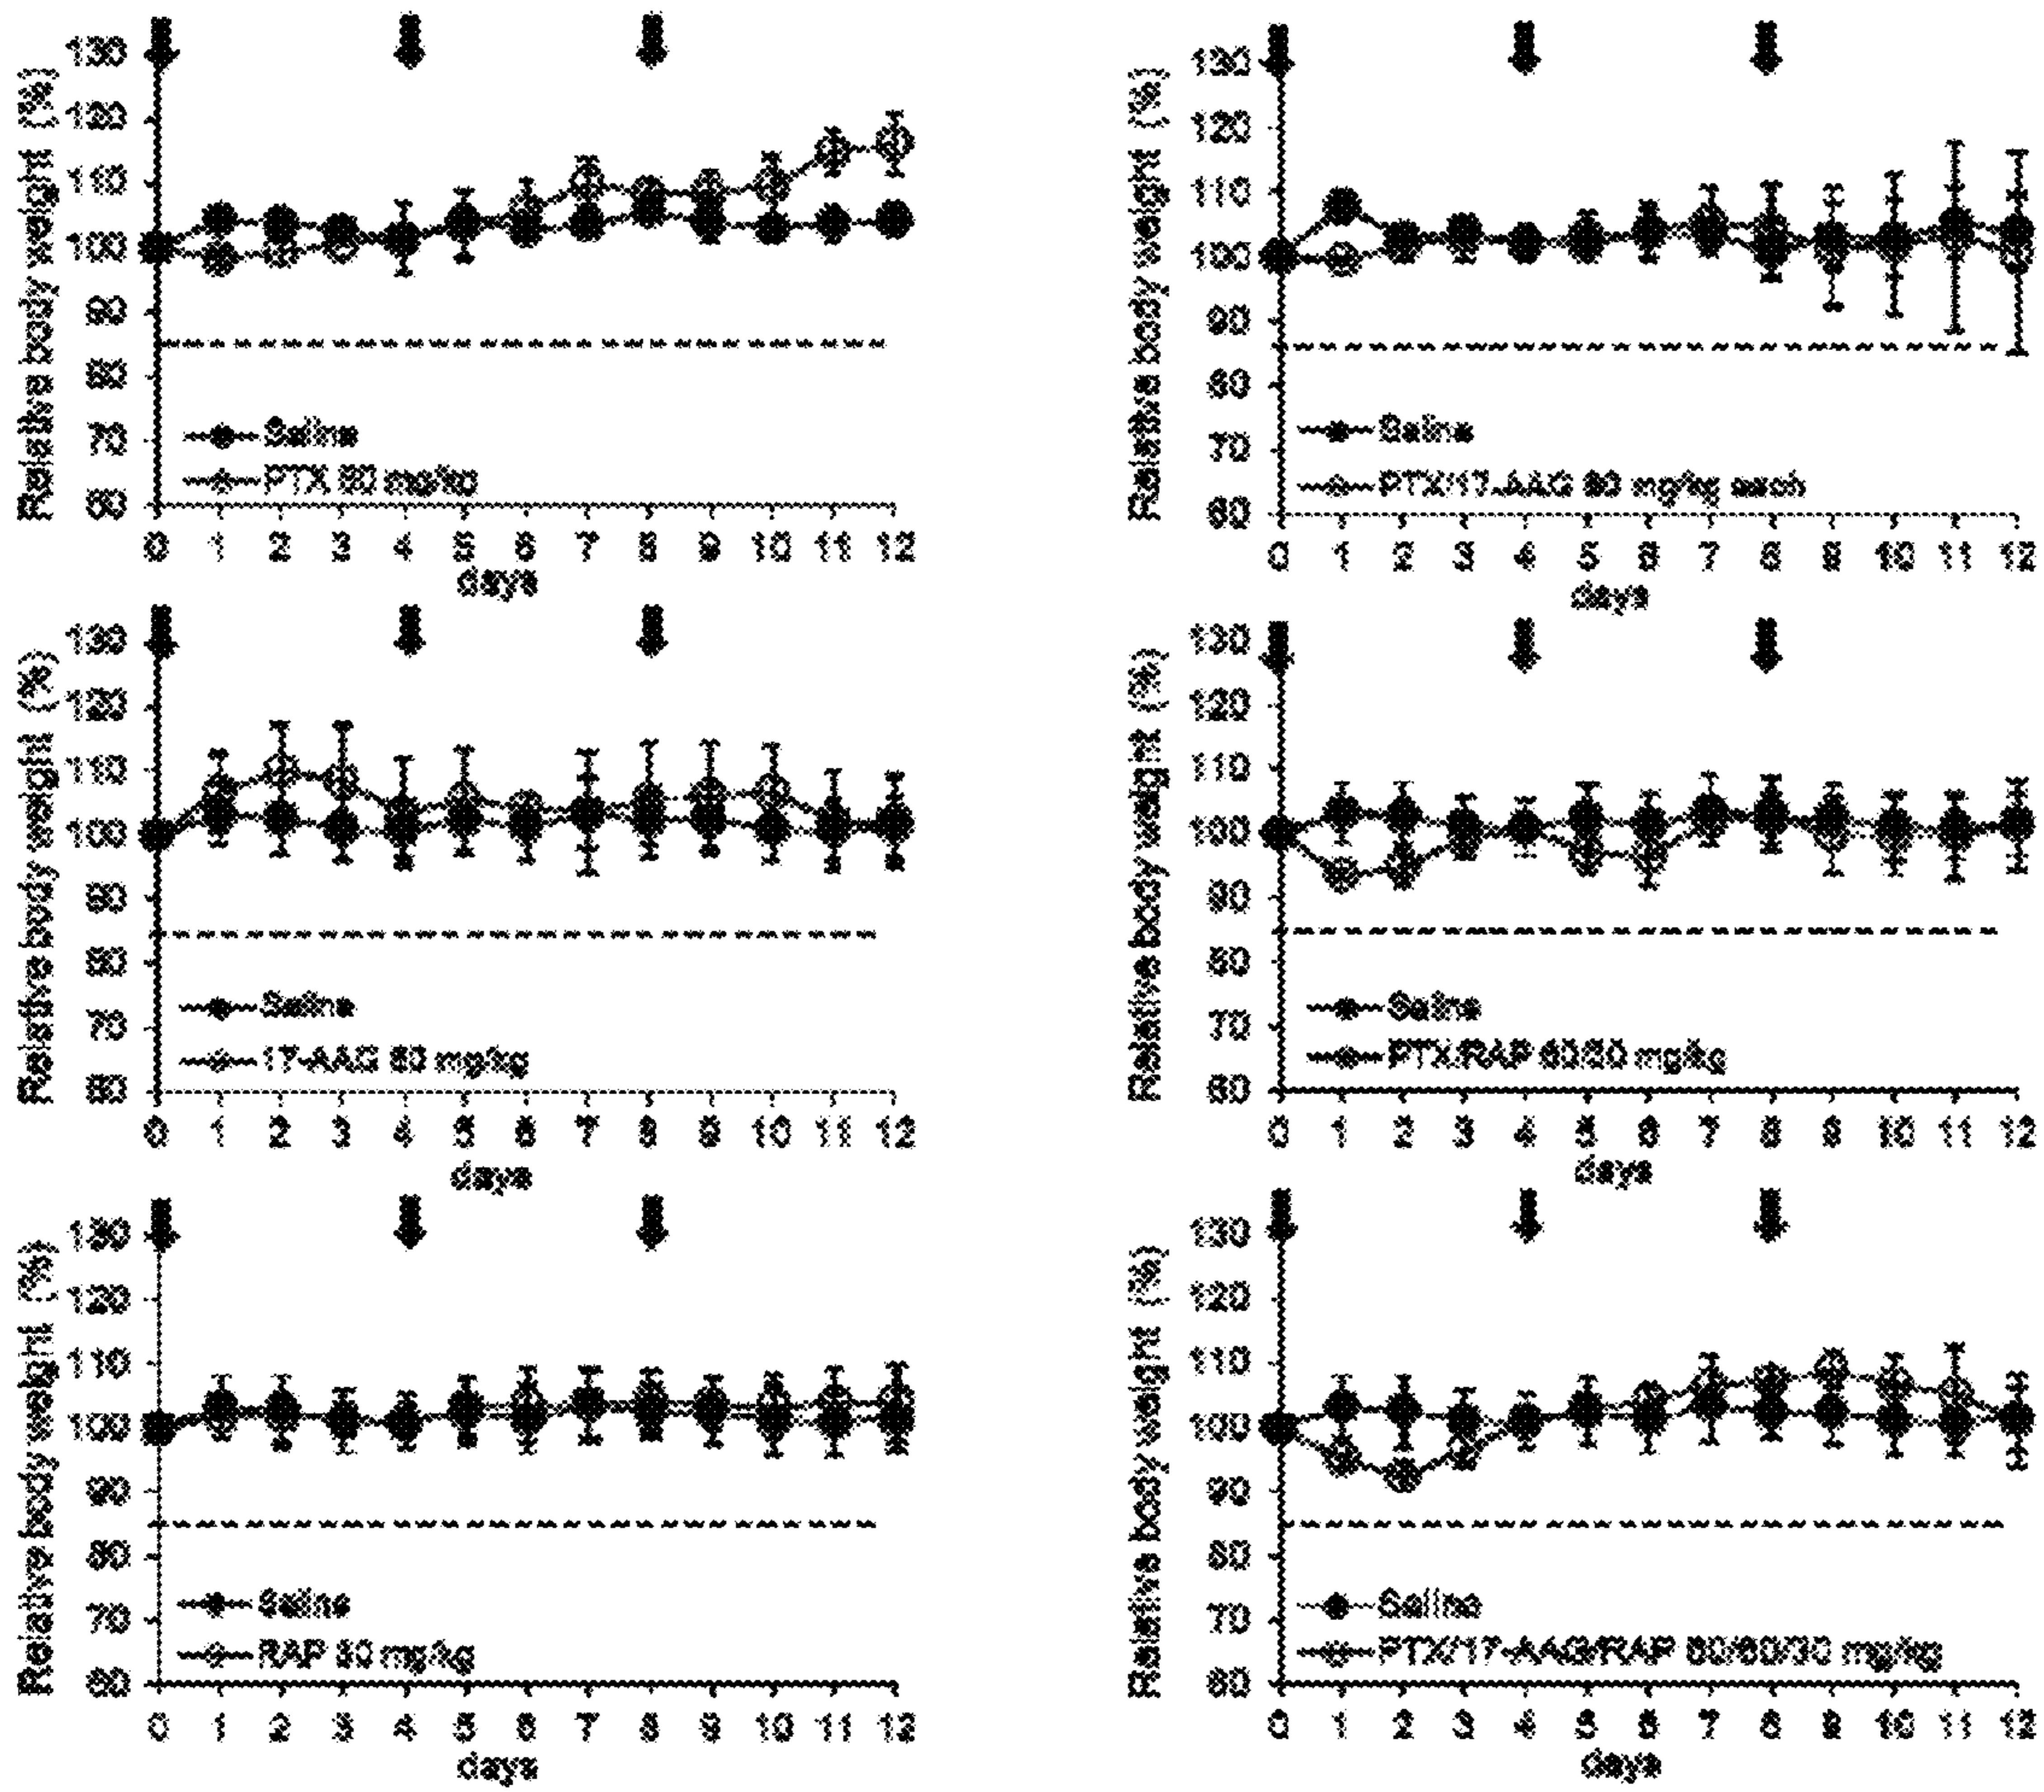 Relative body weight (%)
130
120
110
100
90
80
70
60
Saline
PTX 60 mg/kg
0 1 2 3 4 5 6 7 8 9 10 11 12
days
Relative body weight (%)
130
120
110
100
90
80
70
60
Saline
PTX/17-AAG 60 mg/kg each
0 1 2 3 4 5 6 7 8 9 10 11 12
days
Relative body weight (%)
130
120
110
100
90
80
70
60
Saline
17-AAG 60 mg/kg
0 1 2 3 4 5 6 7 8 9 10 11 12
days
Relative body weight (%)
130
120
110
100
90
80
70
60
Saline
PTX/RAP 60/30 mg/kg
0 1 2 3 4 5 6 7 8 9 10 11 12
days
Relative body weight (%)
130
120
110
100
90
80
70
60
Saline
RAP 30 mg/kg
0 1 2 3 4 5 6 7 8 9 10 11 12
days
Relative body weight (%)
130
120
110
100
90
80
70
60
Saline
PTX/17-AAG/RAP 60/60/30 mg/kg
0 1 2 3 4 5 6 7 8 9 10 11 12
days